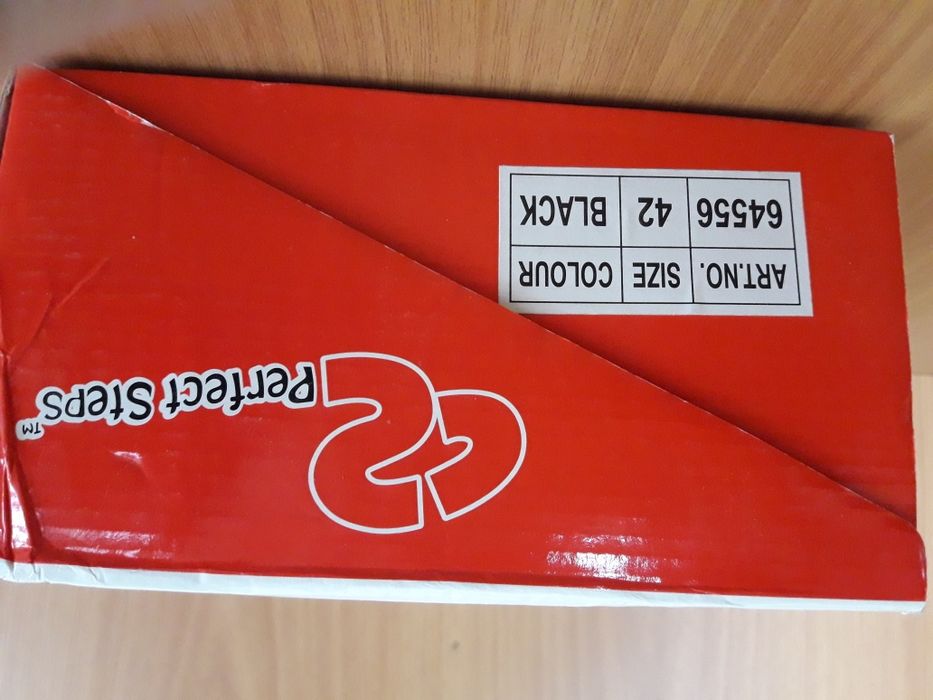 Perfect Steps™
ART.NO. SIZE COLOUR
64556 42 BLACK